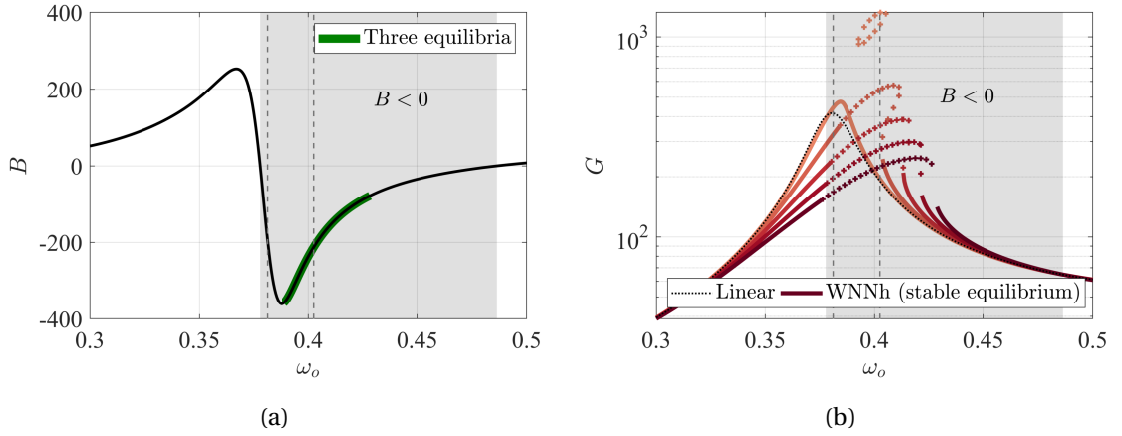 Three equilibria
B < 0
B
400
200
0
-200
-400
0.3
0.35
0.4
0.45
0.5
ω_o
(a)
10^3
10^2
G
B < 0
Linear
WNNh (stable equilibrium)
0.3
0.35
0.4
0.45
0.5
ω_o
(b)